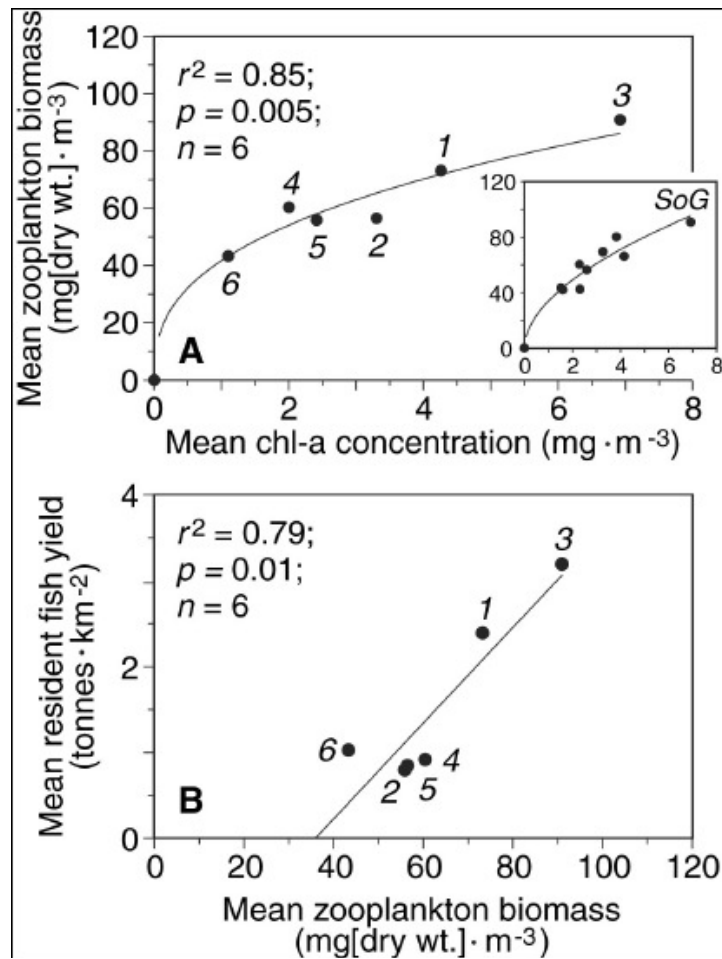 120
100
80
60
40
20
0
Mean zooplankton biomass
(mg[dry wt.] · m-3)
r2 = 0.85;
p = 0.005;
n = 6
3
1
4
5
2
6
A
SoG
120
80
40
0
0 2 4 6 8
0 2 4 6 8
Mean chl-a concentration (mg · m-3)
4
2
0
Mean resident fish yield
(tonnes · km-2)
r2 = 0.79;
p = 0.01;
n = 6
3
1
6
4
2
5
B
0 20 40 60 80 100 120
Mean zooplankton biomass
(mg[dry wt.] · m-3)